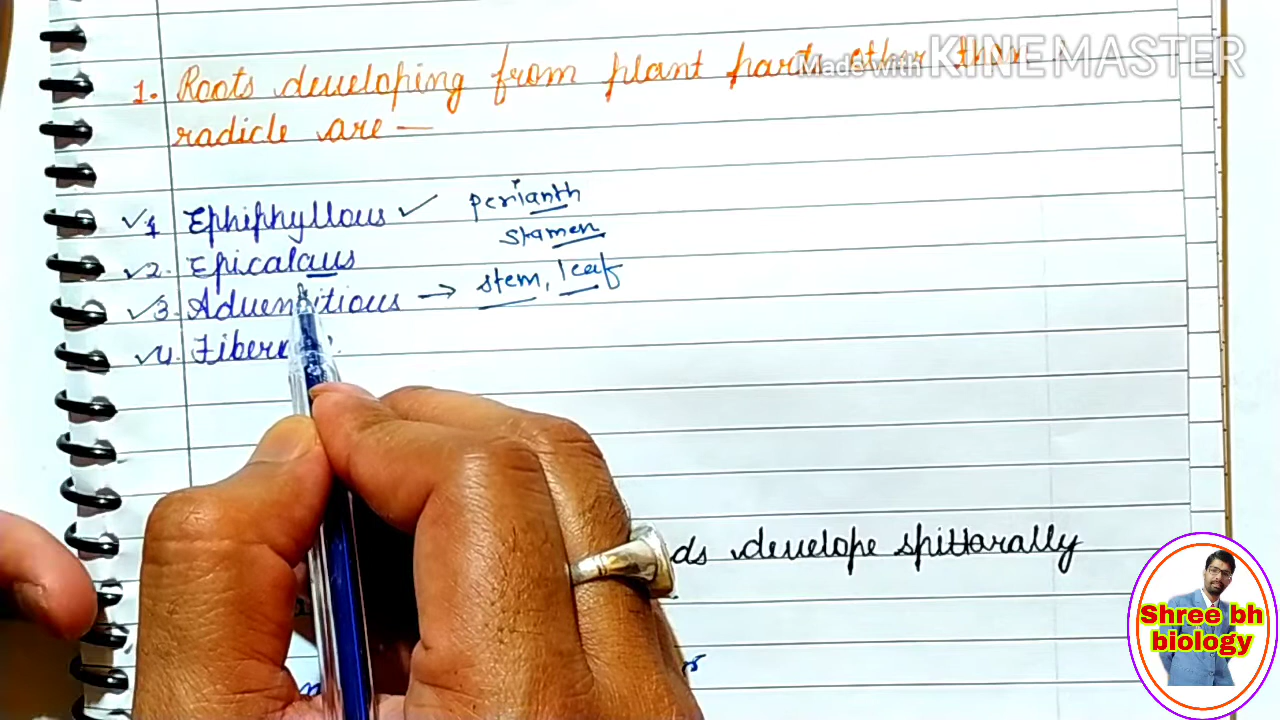 Made with KINEMASTER
1. Roots developing from plant parts other than
radicle are —
✓1 Ephiphyllous ✓ perianth
stamen
✓2. Epicalaus
✓3. Adventitious → stem, leaf
✓4.
ds develope spittarally
Shree bh
biology